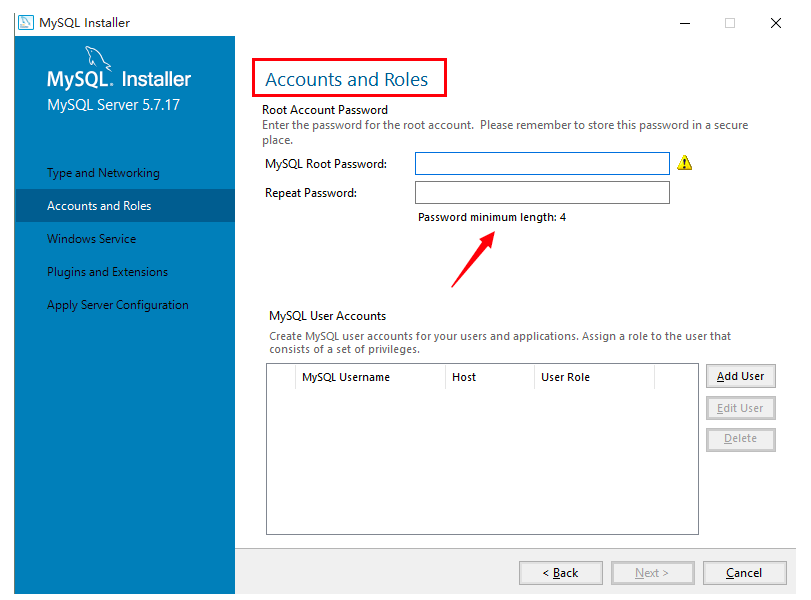 MySQL Installer
MySQL. Installer
MySQL Server 5.7.17
Type and Networking
Accounts and Roles
Windows Service
Plugins and Extensions
Apply Server Configuration
Accounts and Roles
Root Account Password
Enter the password for the root account.  Please remember to store this password in a secure
place.
MySQL Root Password:
Repeat Password:
Password minimum length: 4
MySQL User Accounts
Create MySQL user accounts for your users and applications. Assign a role to the user that
consists of a set of privileges.
MySQL Username Host User Role
Add User
Edit User
Delete
< Back Next > Cancel